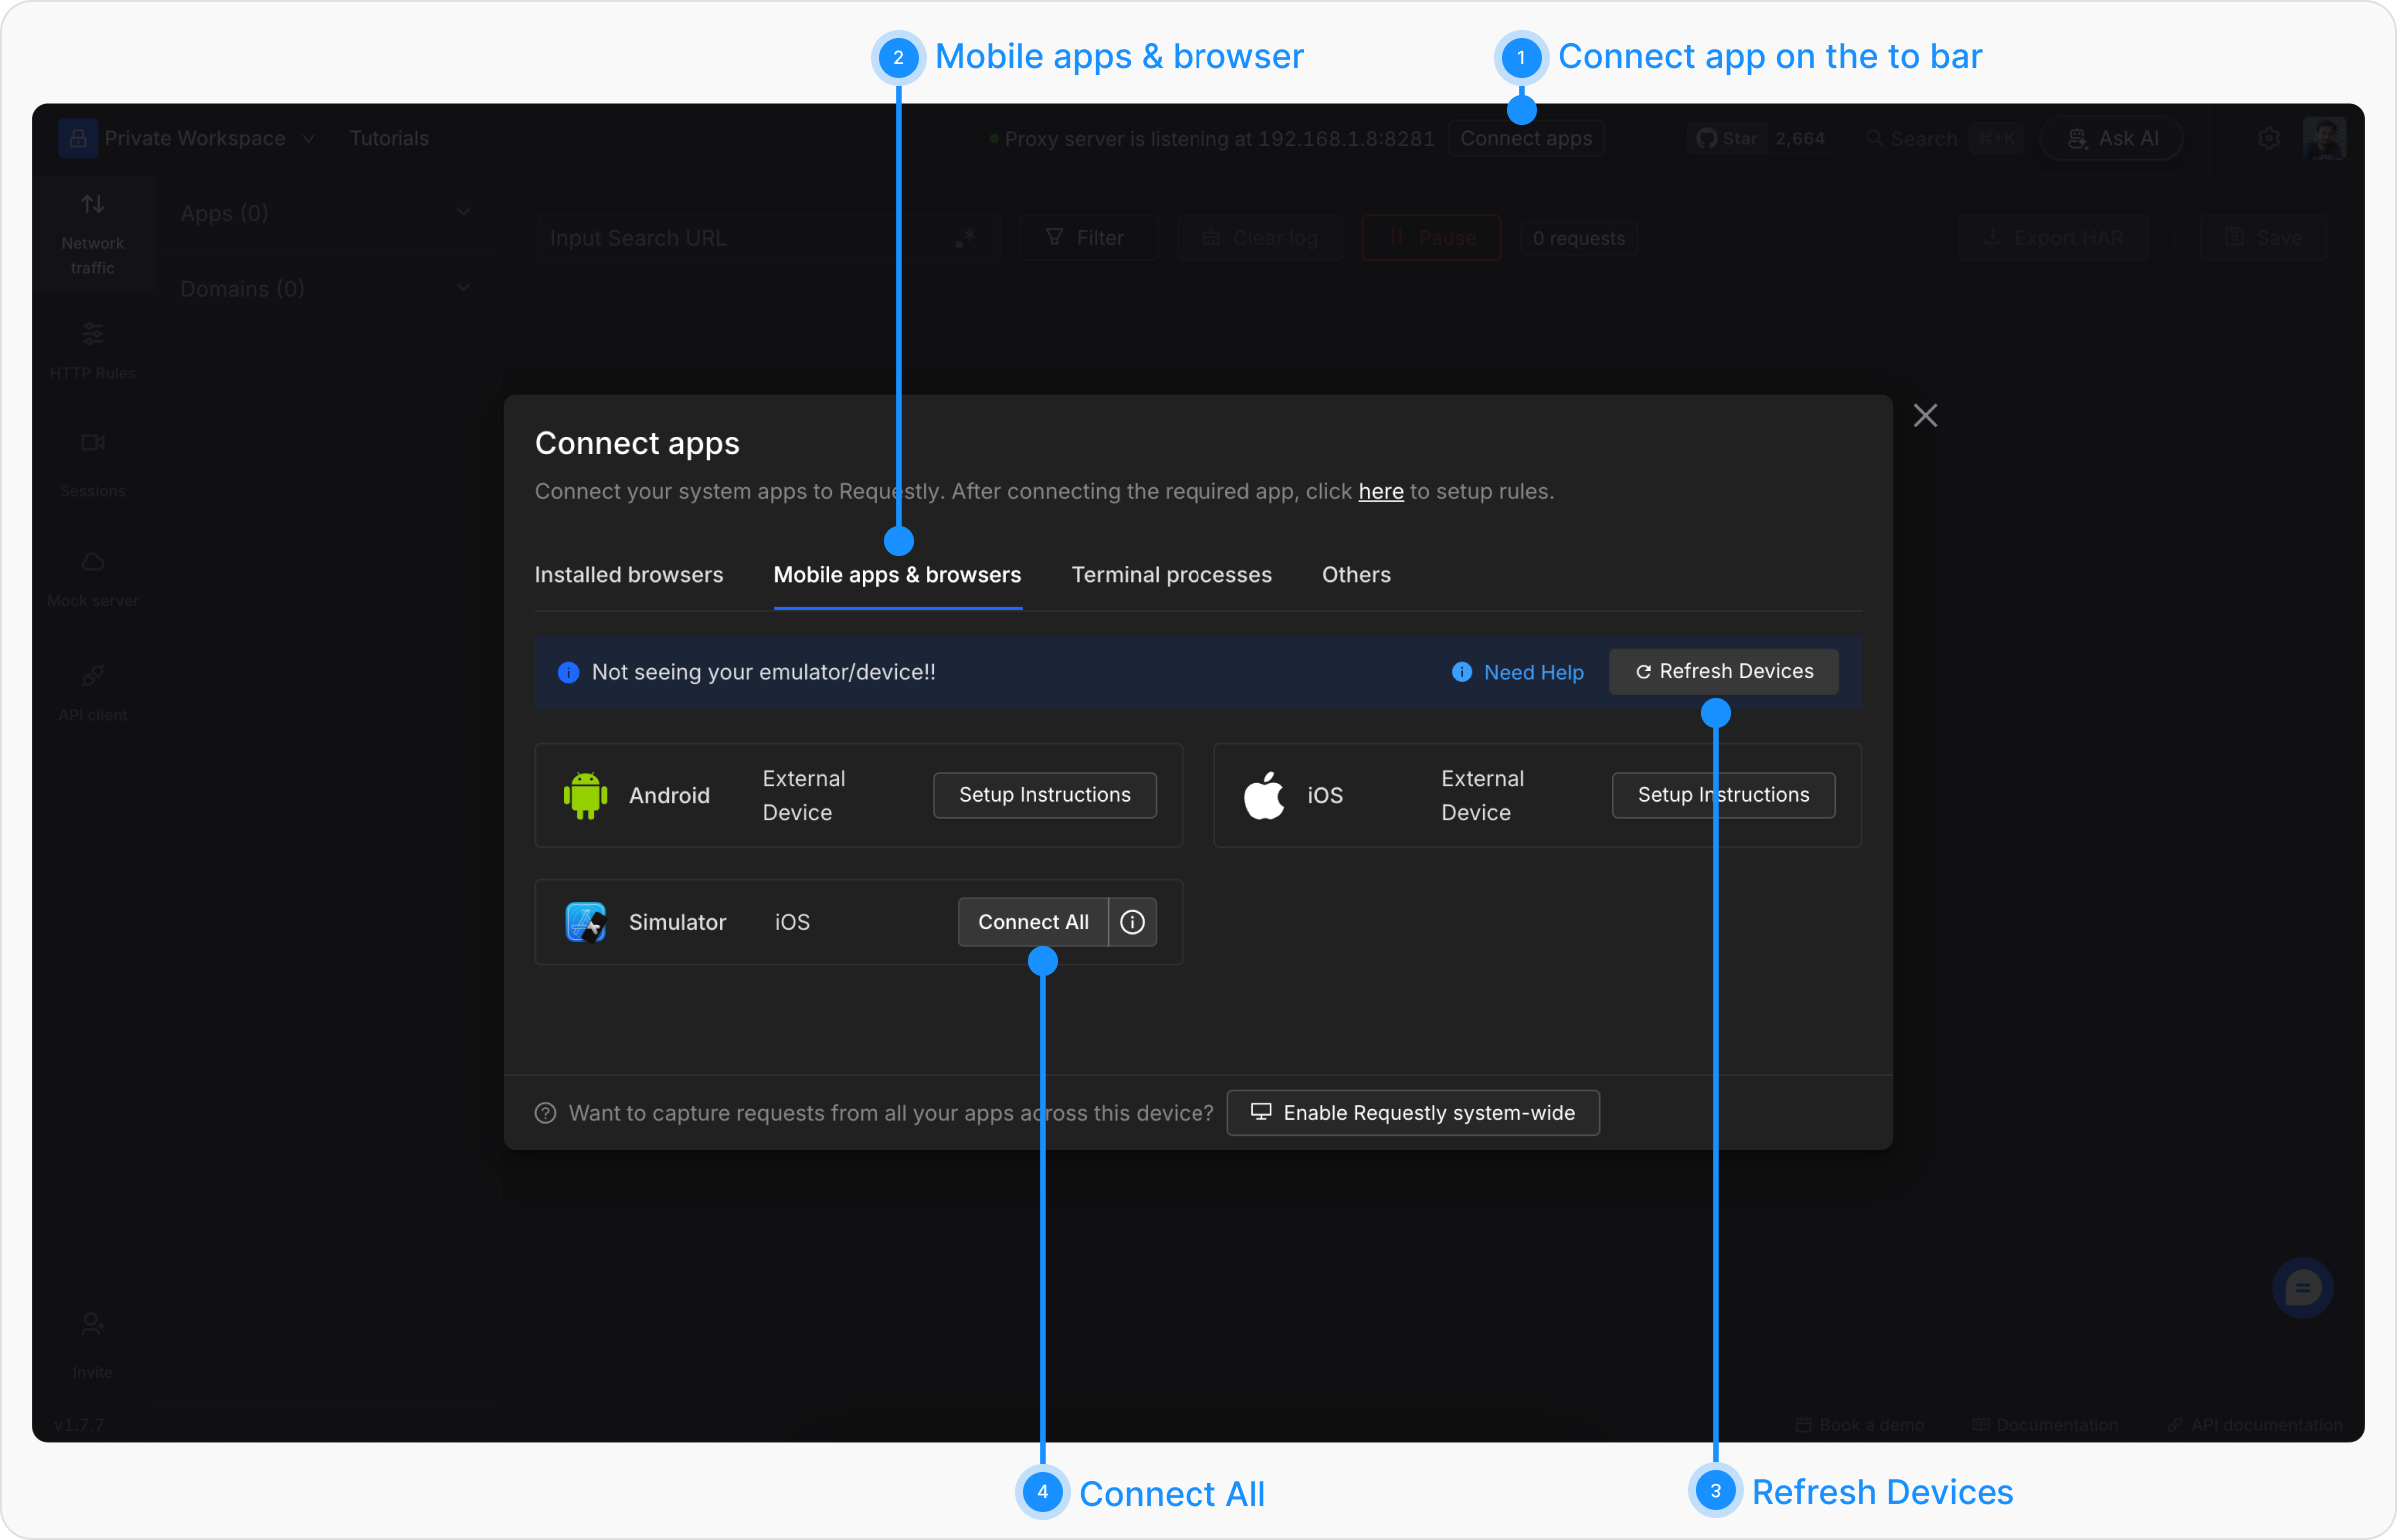 2 Mobile apps & browser
1 Connect app on the to bar
Private Workspace
Tutorials
Proxy server is listening at 192.168.1.8:8281
Connect apps
Star 2,664
Search ⌘+K
Ask AI
Network
traffic
HTTP Rules
Sessions
Mock server
API client
Invite
v1.7.7
Apps (0)
Domains (0)
Input Search URL
.*
Filter
Clear log
Pause
0 requests
Export HAR
Save
Connect apps
Connect your system apps to Requestly. After connecting the required app, click here to setup rules.
Installed browsers
Mobile apps & browsers
Terminal processes
Others
Not seeing your emulator/device!!
Need Help
Refresh Devices
Android
External
Device
Setup Instructions
iOS
External
Device
Setup Instructions
Simulator
iOS
Connect All
Want to capture requests from all your apps across this device?
Enable Requestly system-wide
Book a demo
Documentation
API documentation
4 Connect All
3 Refresh Devices